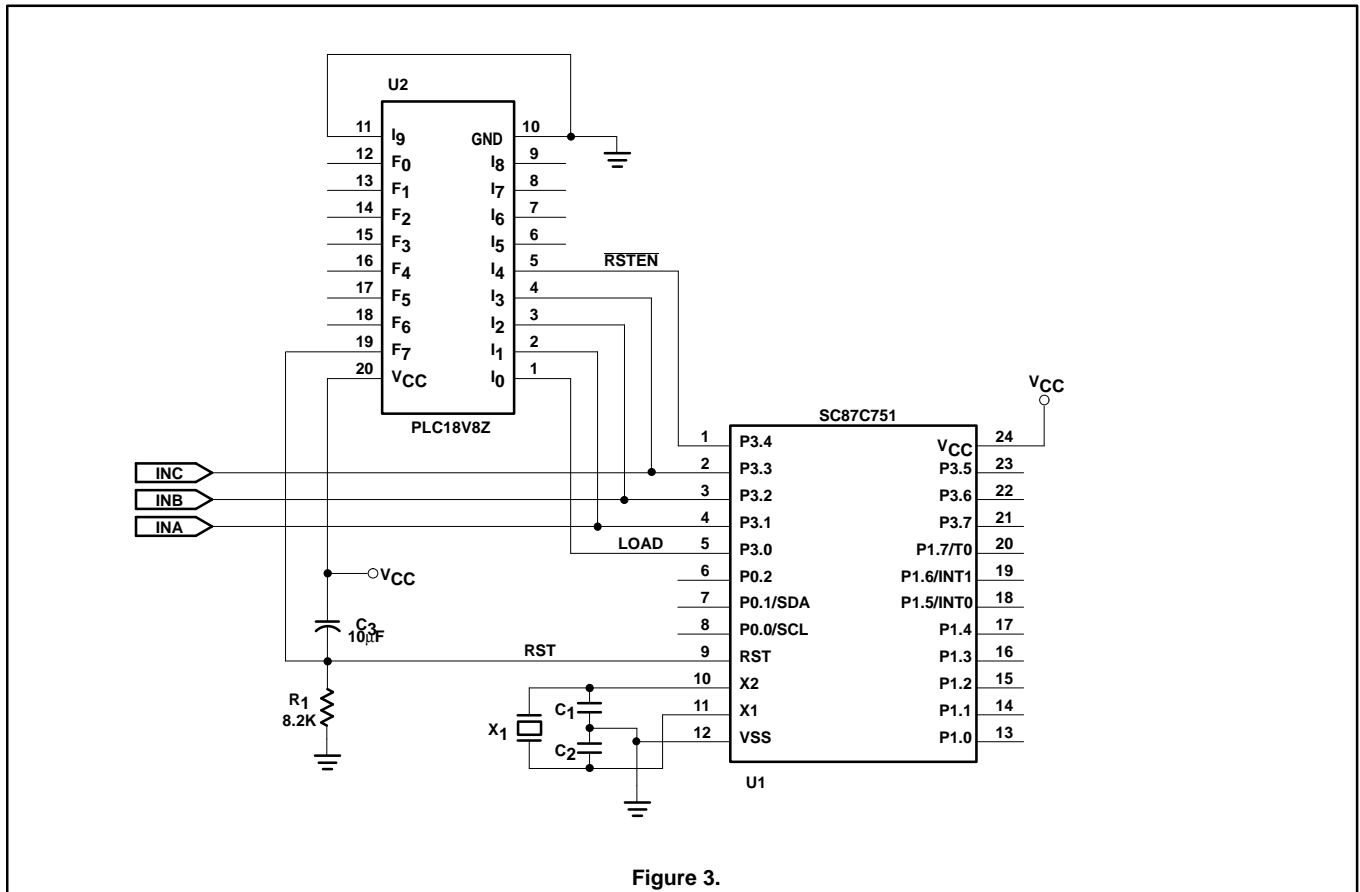 U2
11 I9 GND 10
12 F0 I8 9
13 F1 I7 8
14 F2 I6 7
15 F3 I5 6
16 F4 I4 5 RSTEN
17 F5 I3 4
18 F6 I2 3
19 F7 I1 2
20 VCC I0 1
PLC18V8Z
VCC
SC87C751
1 P3.4 VCC 24
INC 2 P3.3 P3.5 23
INB 3 P3.2 P3.6 22
INA 4 P3.1 P3.7 21
LOAD 5 P3.0 P1.7/T0 20
6 P0.2 P1.6/INT1 19
7 P0.1/SDA P1.5/INT0 18
8 P0.0/SCL P1.4 17
RST 9 RST P1.3 16
10 X2 P1.2 15
11 X1 P1.1 14
12 VSS P1.0 13
U1
VCC
C3
10µF
R1
8.2K
X1
C1
C2
Figure 3.